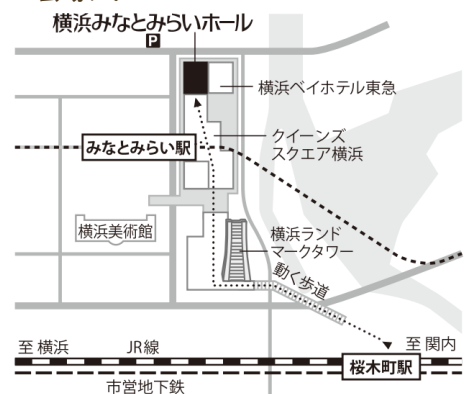 横浜みなとみらいホール
P
横浜ベイホテル東急
クイーンズ
スクエア横浜
みなとみらい駅
横浜美術館
横浜ランド
マークタワー
動く歩道
至 横浜
JR線
至 関内
桜木町駅
市営地下鉄